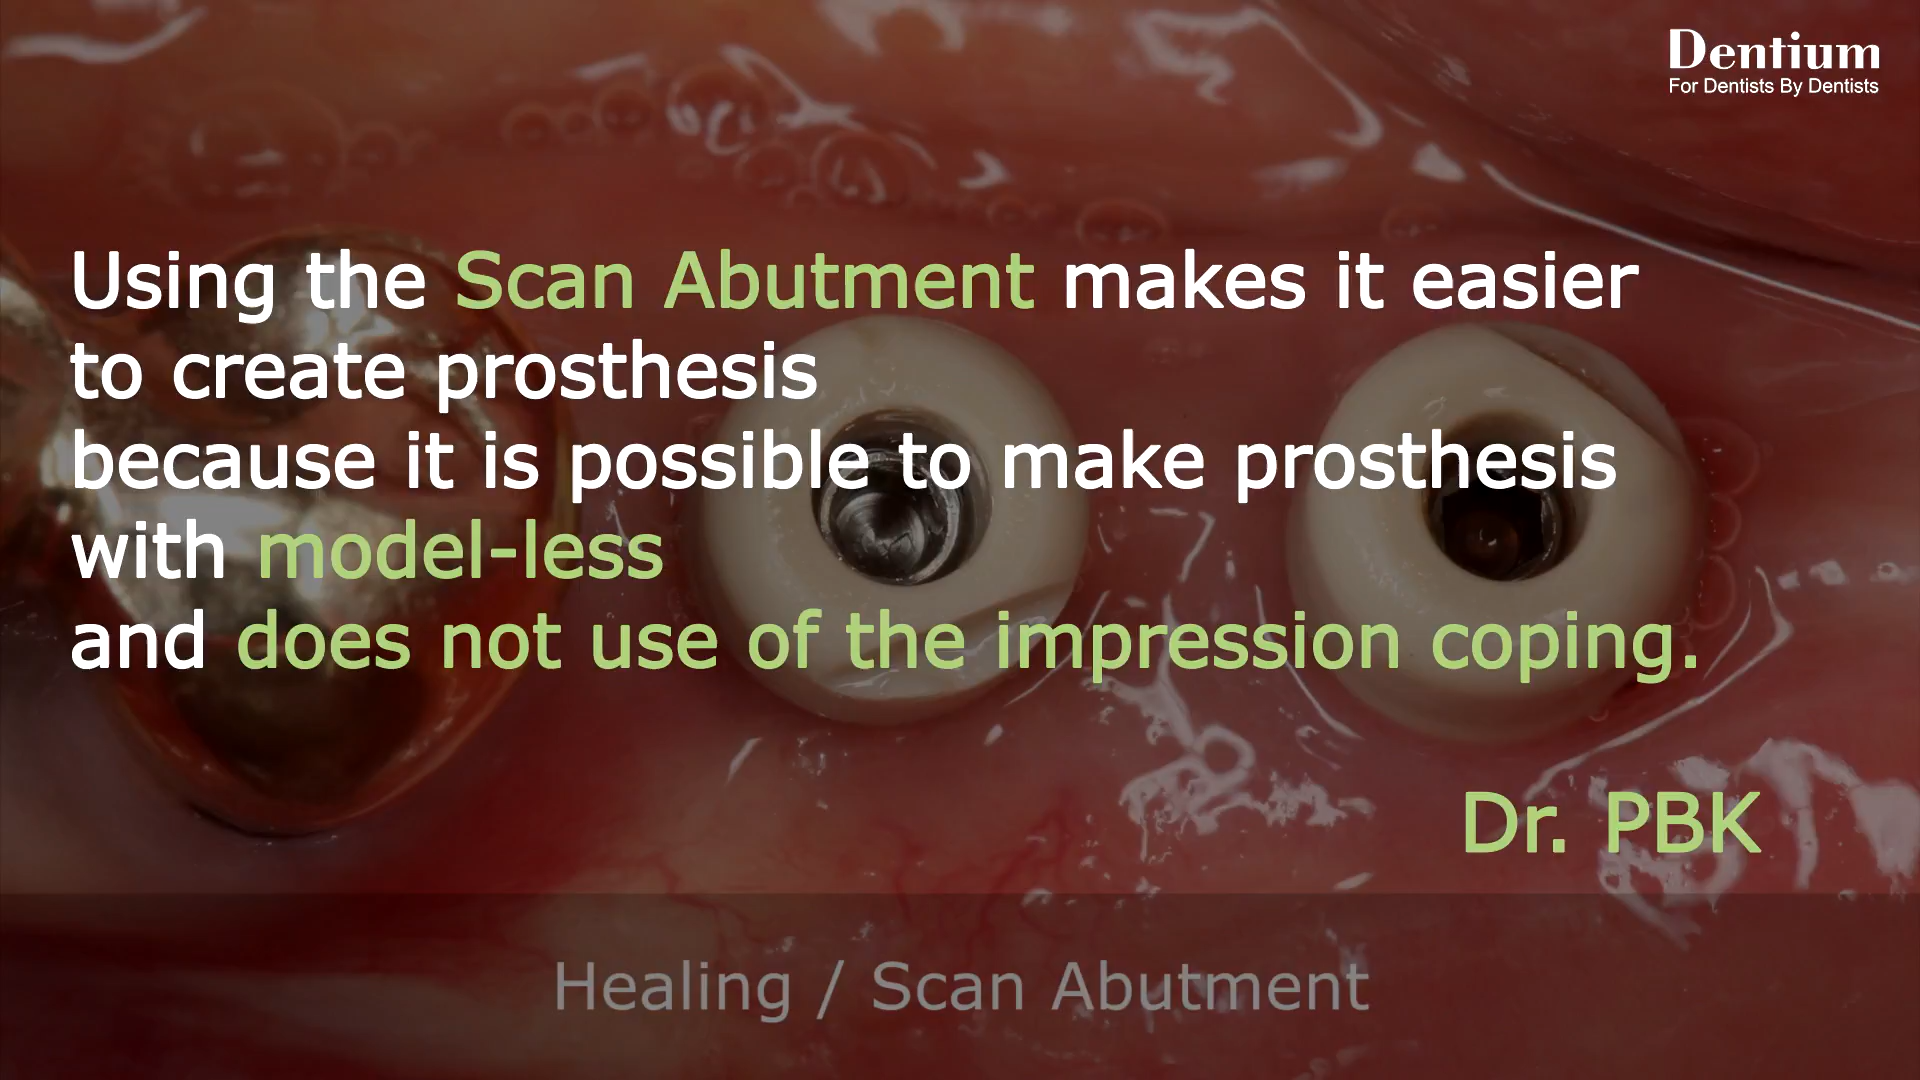 Dentium
For Dentists By Dentists
Using the Scan Abutment makes it easier
to create prosthesis
because it is possible to make prosthesis
with model-less
and does not use of the impression coping.
Dr. PBK
Healing / Scan Abutment